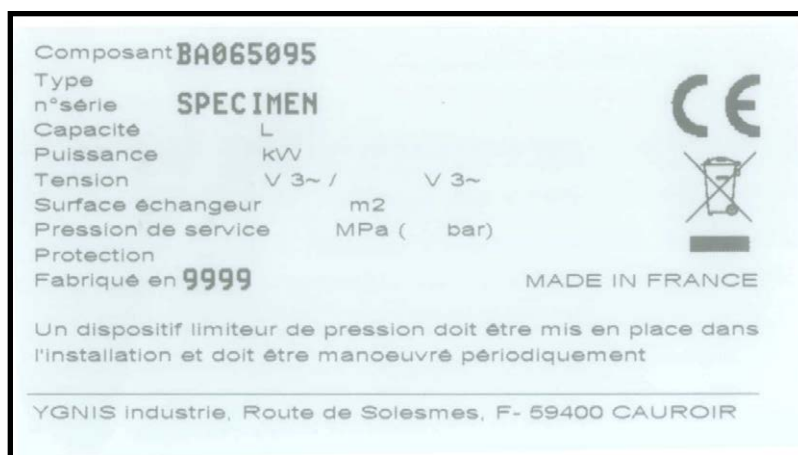 Composant BA065095
Type
n°série SPECIMEN
Capacité L
Puissance kW
Tension V 3~ / V 3~
Surface échangeur m2
Pression de service MPa ( bar)
Protection
Fabriqué en 9999
CE
MADE IN FRANCE
Un dispositif limiteur de pression doit être mis en place dans
l'installation et doit être manoeuvré périodiquement
YGNIS industrie, Route de Solesmes, F- 59400 CAUROIR